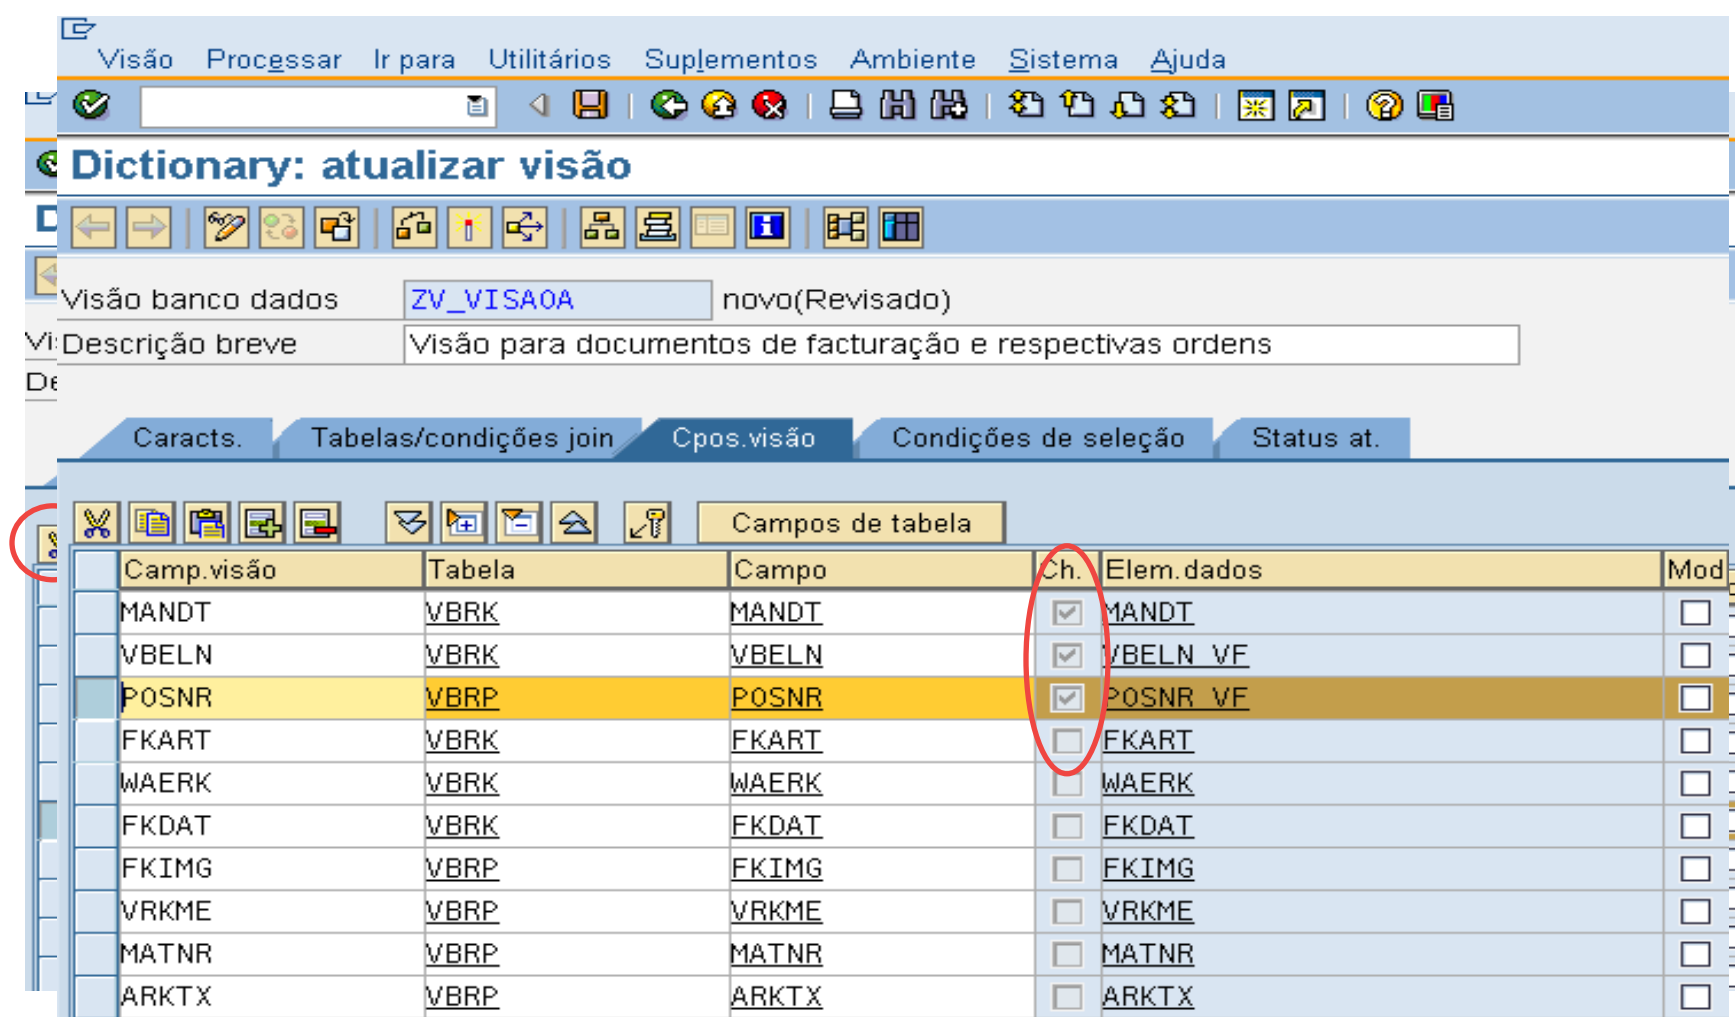 Visão Processar Ir para Utilitários Suplementos Ambiente Sistema Ajuda
Dictionary: atualizar visão
D
Visão banco dados ZV_VISAOA novo(Revisado)
Vi Descrição breve Visão para documentos de facturação e respectivas ordens
De
Caracts. Tabelas/condições join Cpos.visão Condições de seleção Status at.
Campos de tabela
Camp.visão Tabela Campo Ch. Elem.dados Mod
MANDT VBRK MANDT MANDT
VBELN VBRK VBELN VBELN_VF
POSNR VBRP POSNR POSNR_VF
FKART VBRK FKART FKART
WAERK VBRK WAERK WAERK
FKDAT VBRK FKDAT FKDAT
FKIMG VBRP FKIMG FKIMG
VRKME VBRP VRKME VRKME
MATNR VBRP MATNR MATNR
ARKTX VBRP ARKTX ARKTX